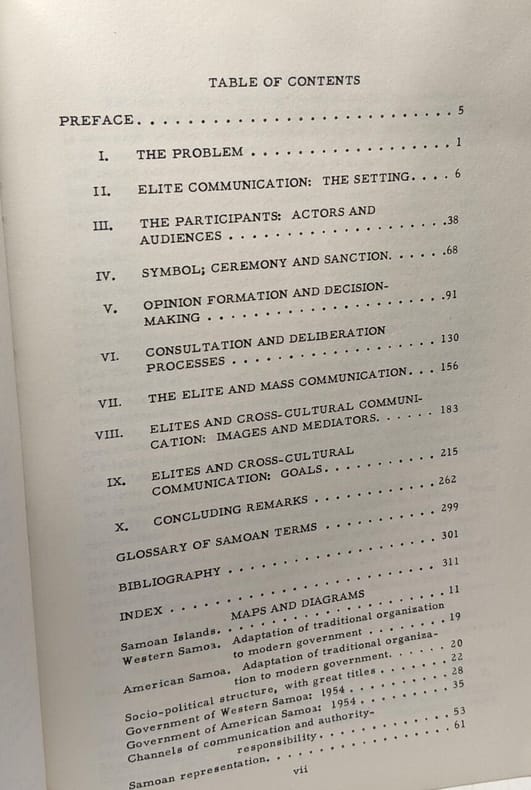 TABLE OF CONTENTS
PREFACE . . . . . . . . . . . . . . . . . . . . . . . . . . 5
I. THE PROBLEM . . . . . . . . . . . . . . . . . . 1
II. ELITE COMMUNICATION: THE SETTING. . . . 6
III. THE PARTICIPANTS: ACTORS AND
AUDIENCES . . . . . . . . . . . . . . . . . . . .38
IV. SYMBOL; CEREMONY AND SANCTION. . . . . .68
V. OPINION FORMATION AND DECISION-
MAKING . . . . . . . . . . . . . . . . . . . . . .91
VI. CONSULTATION AND DELIBERATION
PROCESSES . . . . . . . . . . . . . . . . . . . 130
VII. THE ELITE AND MASS COMMUNICATION. . . 156
VIII. ELITES AND CROSS-CULTURAL COMMUNI-
CATION: IMAGES AND MEDIATORS. . . . . . 183
IX. ELITES AND CROSS-CULTURAL
COMMUNICATION: GOALS. . . . . . . . . . . 215
X. CONCLUDING REMARKS . . . . . . . . . . . . 262
GLOSSARY OF SAMOAN TERMS . . . . . . . . . . . . 299
BIBLIOGRAPHY . . . . . . . . . . . . . . . . . . . . 301
INDEX . . . . . . . . . . . . . . . . . . . . . . . . . 311
MAPS AND DIAGRAMS
Samoan Islands. . . . . . . . . . . . . . . . . . . . . 11
Western Samoa. Adaptation of traditional organization
to modern government . . . . . . . . 19
American Samoa. Adaptation of traditional organiza-
tion to modern government. . . . . . 20
Socio-political structure, with great titles . . . . . . . 22
Government of Western Samoa: 1954 . . . . . . . . . 28
Government of American Samoa: 1954 . . . . . . . . . 35
Channels of communication and authority-
responsibility . . . . . . . . . . . . 53
Samoan representation. . . . . . . . . . . . . . . . . . 61
vii